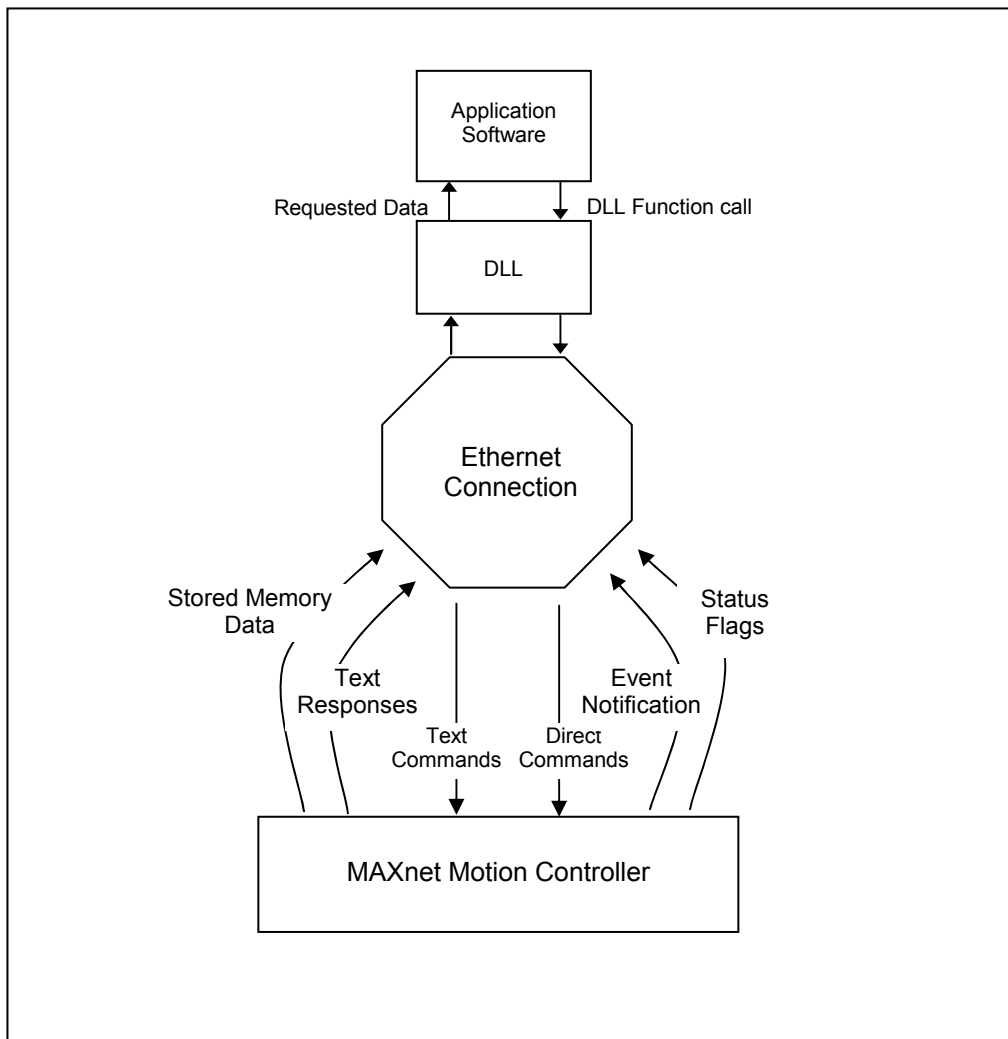 Application
Software
Requested Data
DLL Function call
DLL
Ethernet
Connection
Stored Memory
Data
Status
Flags
Text
Responses
Event
Notification
Text
Commands
Direct
Commands
MAXnet Motion Controller